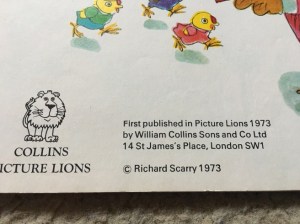 First published in Picture Lions 1973
by William Collins Sons and Co Ltd
14 St James's Place, London SW1
© Richard Scarry 1973
COLLINS
PICTURE LIONS